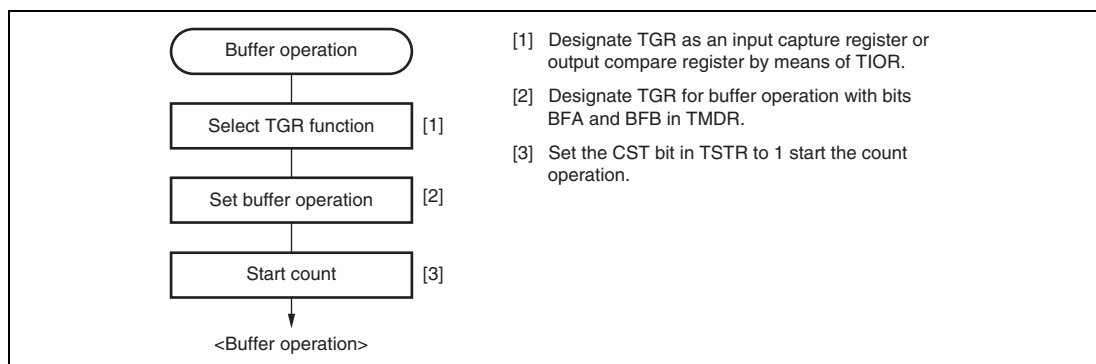 Buffer operation
Select TGR function
[1]
Set buffer operation
[2]
Start count
[3]
<Buffer operation>
[1] Designate TGR as an input capture register or
output compare register by means of TIOR.
[2] Designate TGR for buffer operation with bits
BFA and BFB in TMDR.
[3] Set the CST bit in TSTR to 1 start the count
operation.